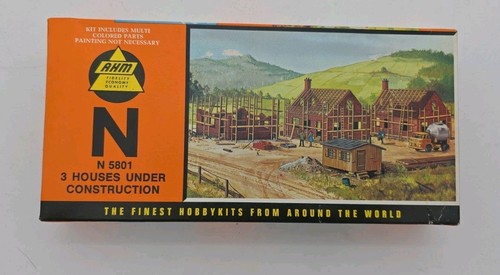 KIT INCLUDES MULTI
COLORED PARTS
PAINTING NOT NECESSARY
AHM
FIDELITY
ECONOMY
QUALITY
N
N 5801
3 HOUSES UNDER
CONSTRUCTION
THE FINEST HOBBYKITS FROM AROUND THE WORLD